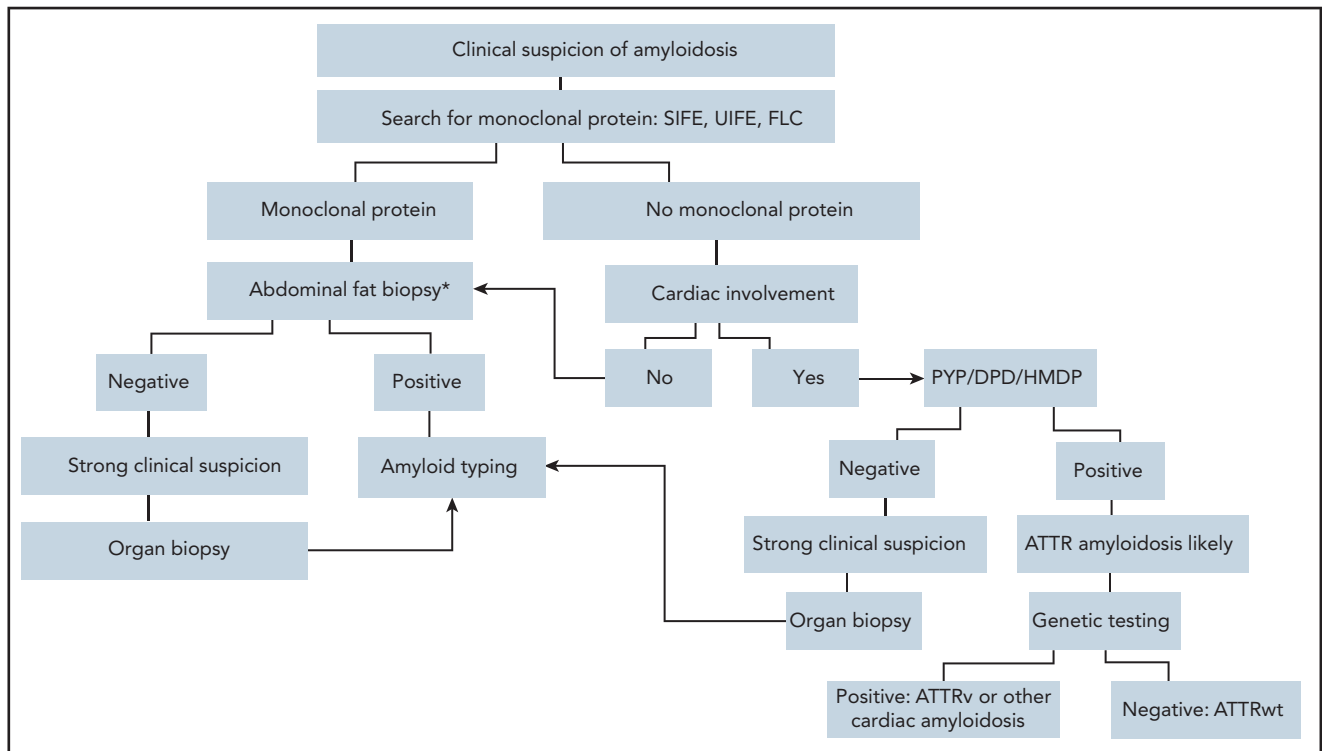 Clinical suspicion of amyloidosis
Search for monoclonal protein: SIFE, UIFE, FLC
Monoclonal protein
No monoclonal protein
Abdominal fat biopsy*
Cardiac involvement
Negative
Positive
No
Yes
PYP/DPD/HMDP
Strong clinical suspicion
Amyloid typing
Negative
Positive
Organ biopsy
Strong clinical suspicion
ATTR amyloidosis likely
Organ biopsy
Genetic testing
Positive: ATTRv or other
cardiac amyloidosis
Negative: ATTRwt